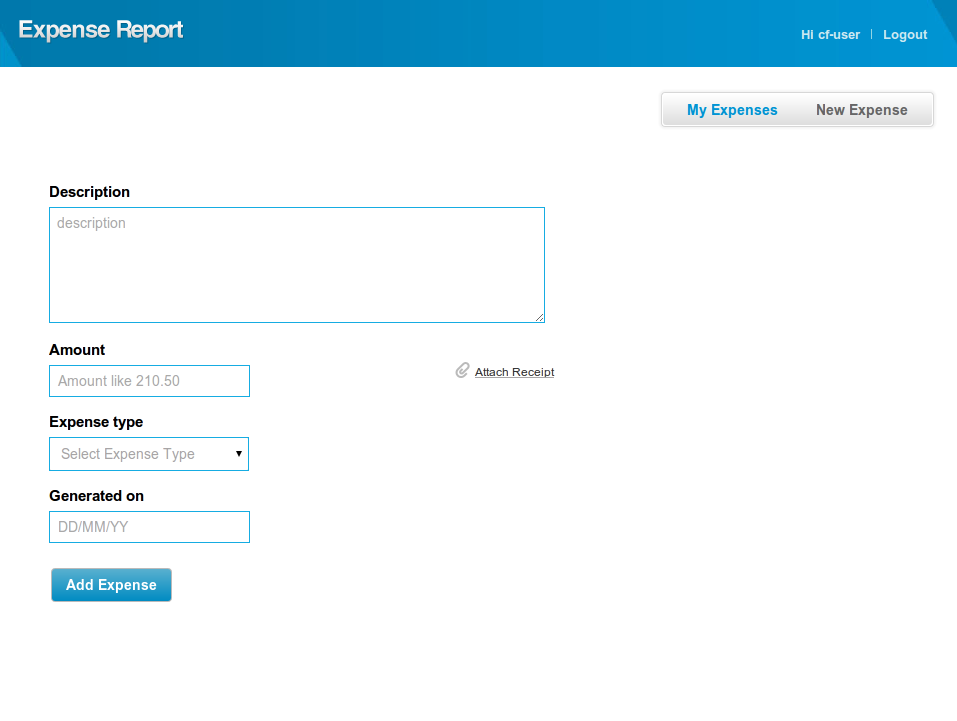 Expense Report
Hi cf-user | Logout
My Expenses New Expense
Description
description
Amount
Amount like 210.50
Attach Receipt
Expense type
Select Expense Type
Generated on
DD/MM/YY
Add Expense